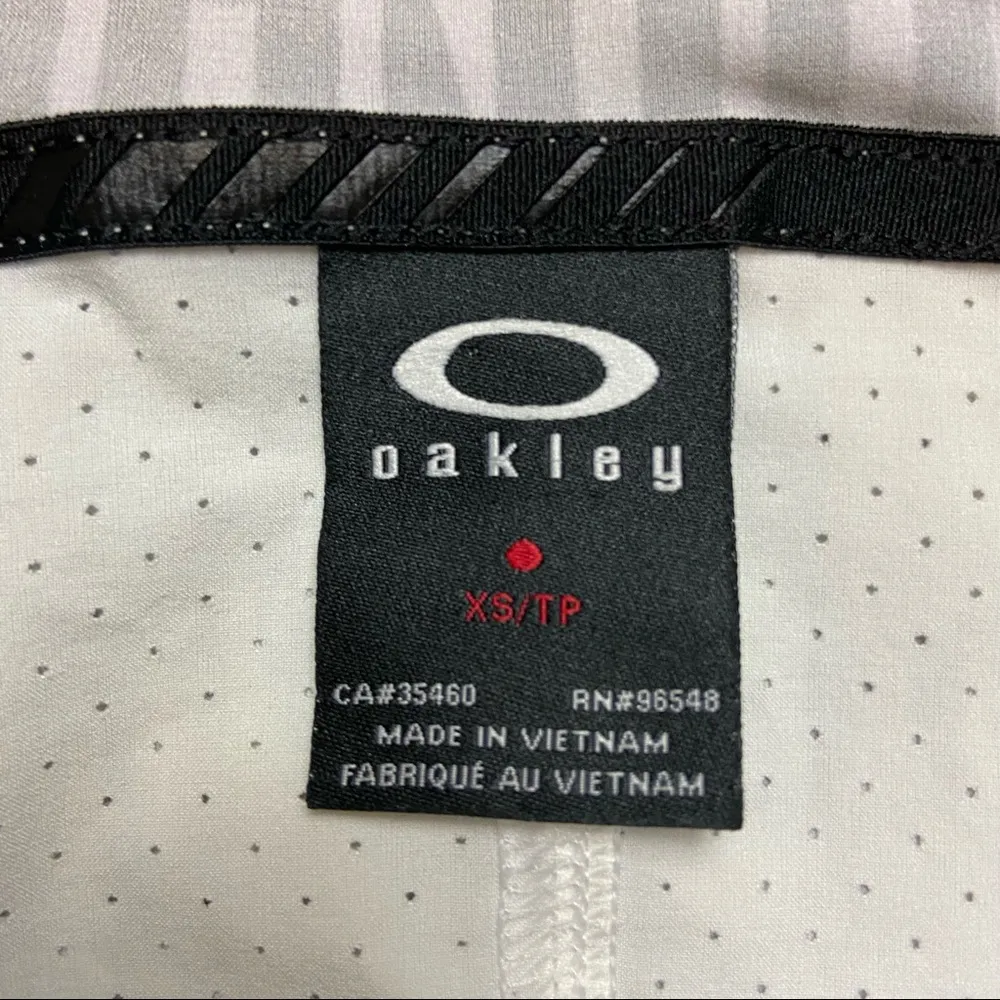 oakley
XS/TP
CA#35460 RN#96548
MADE IN VIETNAM
FABRIQUÉ AU VIETNAM